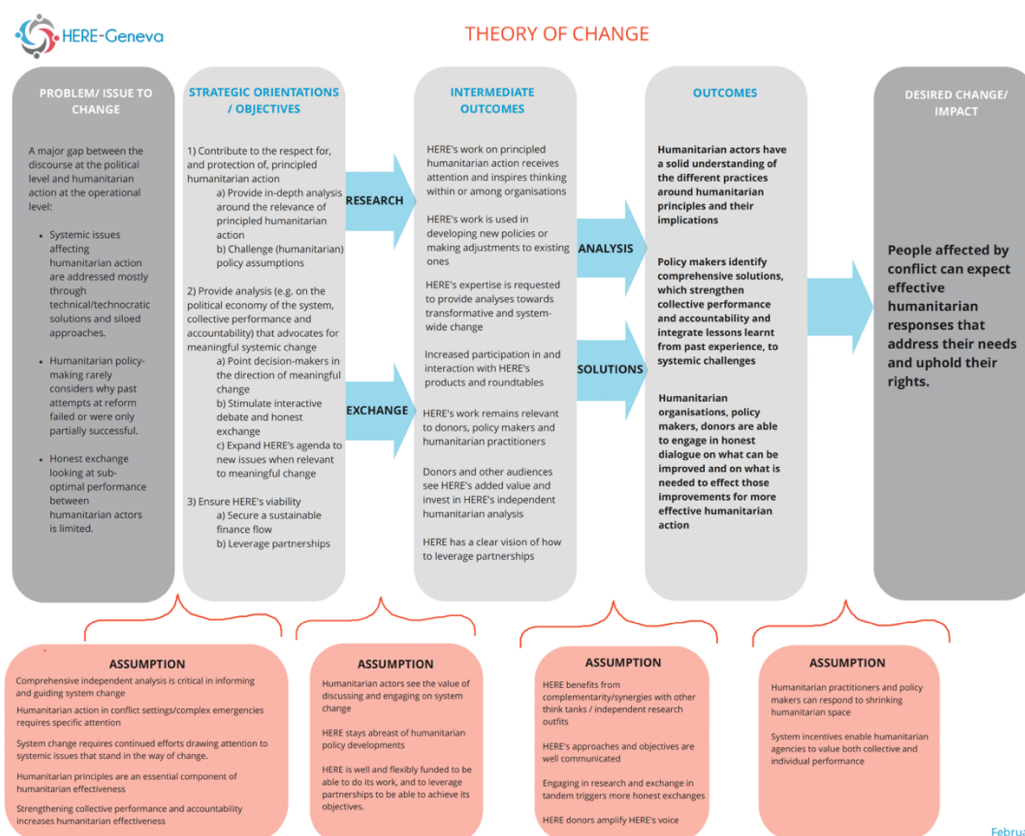 HERE-Geneva
THEORY OF CHANGE
PROBLEM/ ISSUE TO
CHANGE
A major gap between the
discourse at the political
level and humanitarian
action at the operational
level:
• Systemic issues
affecting
humanitarian action
are addressed mostly
through
technical/technocratic
solutions and siloed
approaches.
• Humanitarian policy-
making rarely
considers why past
attempts at reform
failed or were only
partially successful.
• Honest exchange
looking at sub-
optimal performance
between
humanitarian actors
is limited.
STRATEGIC ORIENTATIONS
/ OBJECTIVES
1) Contribute to the respect for,
and protection of, principled
humanitarian action
a) Provide in-depth analysis
around the relevance of
principled humanitarian
action
b) Challenge (humanitarian)
policy assumptions
2) Provide analysis (e.g. on the
political economy of the system,
collective performance and
accountability) that advocates for
meaningful systemic change
a) Point decision-makers in
the direction of meaningful
change
b) Stimulate interactive
debate and honest
exchange
c) Expand HERE's agenda to
new issues when relevant
to meaningful change
3) Ensure HERE's viability
a) Secure a sustainable
finance flow
b) Leverage partnerships
RESEARCH
EXCHANGE
INTERMEDIATE
OUTCOMES
HERE's work on principled
humanitarian action receives
attention and inspires thinking
within or among organisations
HERE's work is used in
developing new policies or
making adjustments to existing
ones
HERE's expertise is requested
to provide analyses towards
transformative and system-
wide change
Increased participation in and
interaction with HERE's
products and roundtables
HERE's work remains relevant
to donors, policy makers and
humanitarian practitioners
Donors and other audiences
see HERE's added value and
invest in HERE's independent
humanitarian analysis
HERE has a clear vision of how
to leverage partnerships
ANALYSIS
SOLUTIONS
OUTCOMES
Humanitarian actors have
a solid understanding of
the different practices
around humanitarian
principles and their
implications
Policy makers identify
comprehensive solutions,
which strengthen
collective performance
and accountability and
integrate lessons learnt
from past experience, to
systemic challenges
Humanitarian
organisations, policy
makers, donors are able
to engage in honest
dialogue on what can be
improved and on what is
needed to effect those
improvements for more
effective humanitarian
action
DESIRED CHANGE/
IMPACT
People affected by
conflict can expect
effective
humanitarian
responses that
address their needs
and uphold their
rights.
ASSUMPTION
Comprehensive independent analysis is critical in informing
and guiding system change
Humanitarian action in conflict settings/complex emergencies
requires specific attention
System change requires continued efforts drawing attention to
systemic issues that stand in the way of change.
Humanitarian principles are an essential component of
humanitarian effectiveness
Strengthening collective performance and accountability
increases humanitarian effectiveness
ASSUMPTION
Humanitarian actors see the value of
discussing and engaging on system
change
HERE stays abreast of humanitarian
policy developments
HERE is well and flexibly funded to be
able to do its work, and to leverage
partnerships to be able to achieve its
objectives.
ASSUMPTION
HERE benefits from
complementarity/synergies with other
think tanks / independent research
outfits
HERE's approaches and objectives are
well communicated
Engaging in research and exchange in
tandem triggers more honest exchanges
HERE donors amplify HERE's voice
ASSUMPTION
Humanitarian practitioners and policy
makers can respond to shrinking
humanitarian space
System incentives enable humanitarian
agencies to value both collective and
individual performance
Februa